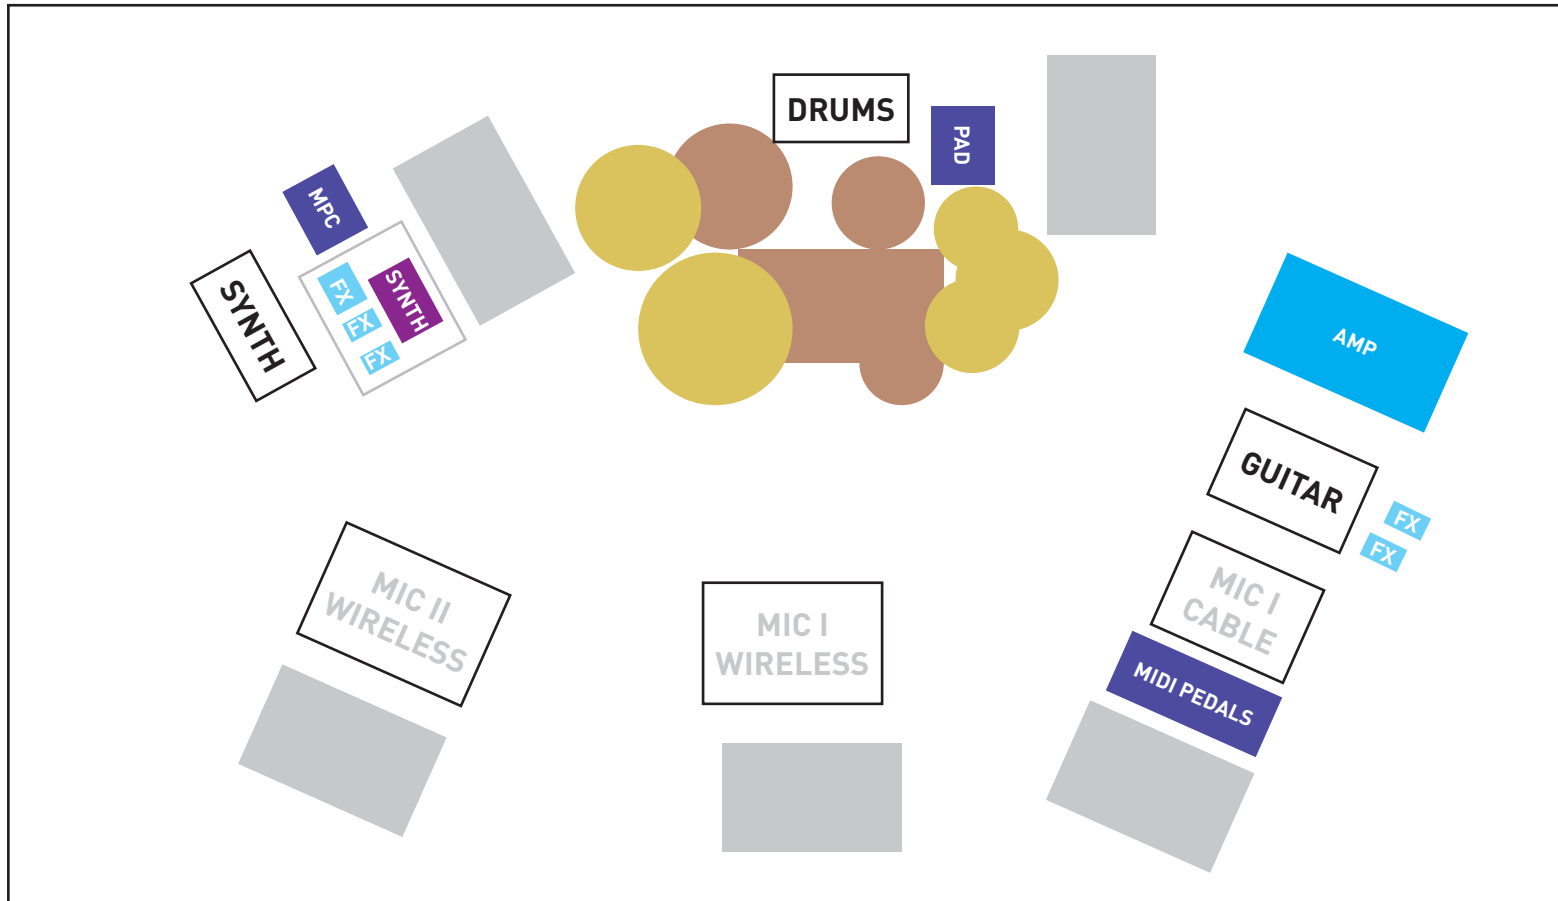 DRUMS
PAD
MPC
SYNTH
FX
SYNTH
FX
FX
AMP
GUITAR
FX
FX
MIC II
WIRELESS
MIC I
WIRELESS
MIC I
CABLE
MIDI PEDALS